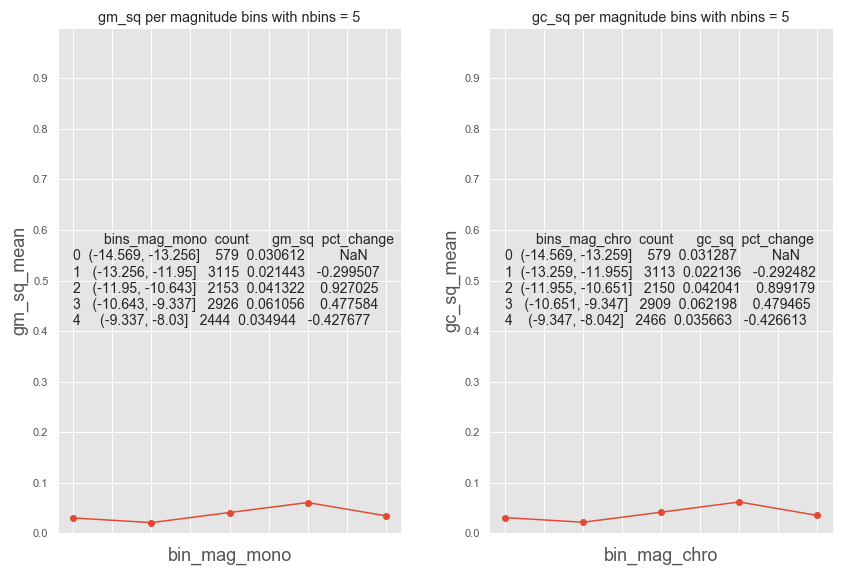 gm_sq per magnitude bins with nbins = 5
0.9
0.8
0.7
0.6
0.5
0.4
0.3
0.2
0.1
0.0
gm_sq_mean
bins_mag_mono count gm_sq pct_change
0 (-14.569, -13.256] 579 0.030612 NaN
1 (-13.256, -11.95] 3115 0.021443 -0.299507
2 (-11.95, -10.643] 2153 0.041322 0.927025
3 (-10.643, -9.337] 2926 0.061056 0.477584
4 (-9.337, -8.03] 2444 0.034944 -0.427677
bin_mag_mono
gc_sq per magnitude bins with nbins = 5
0.9
0.8
0.7
0.6
0.5
0.4
0.3
0.2
0.1
0.0
gc_sq_mean
bins_mag_chro count gc_sq pct_change
0 (-14.569, -13.259] 579 0.031287 NaN
1 (-13.259, -11.955] 3113 0.022136 -0.292482
2 (-11.955, -10.651] 2150 0.042041 0.899179
3 (-10.651, -9.347] 2909 0.062198 0.479465
4 (-9.347, -8.042] 2466 0.035663 -0.426613
bin_mag_chro